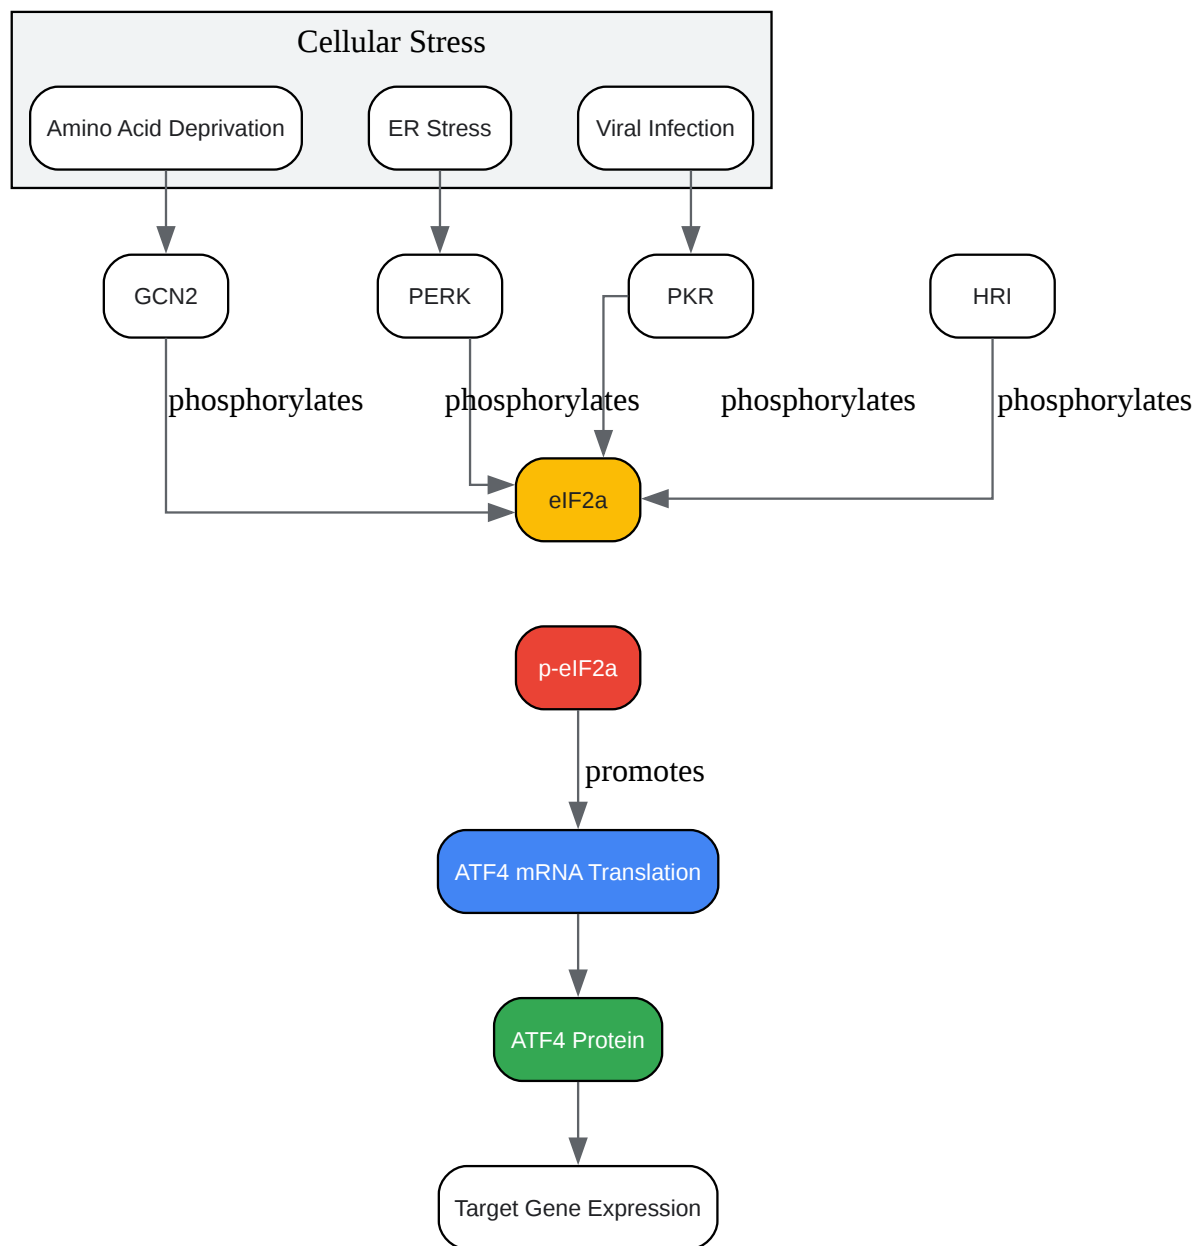 Cellular Stress
Amino Acid Deprivation
ER Stress
Viral Infection
GCN2
PERK
PKR
HRI
phosphorylates
phosphorylates
phosphorylates
phosphorylates
eIF2a
p-eIF2a
promotes
ATF4 mRNA Translation
ATF4 Protein
Target Gene Expression